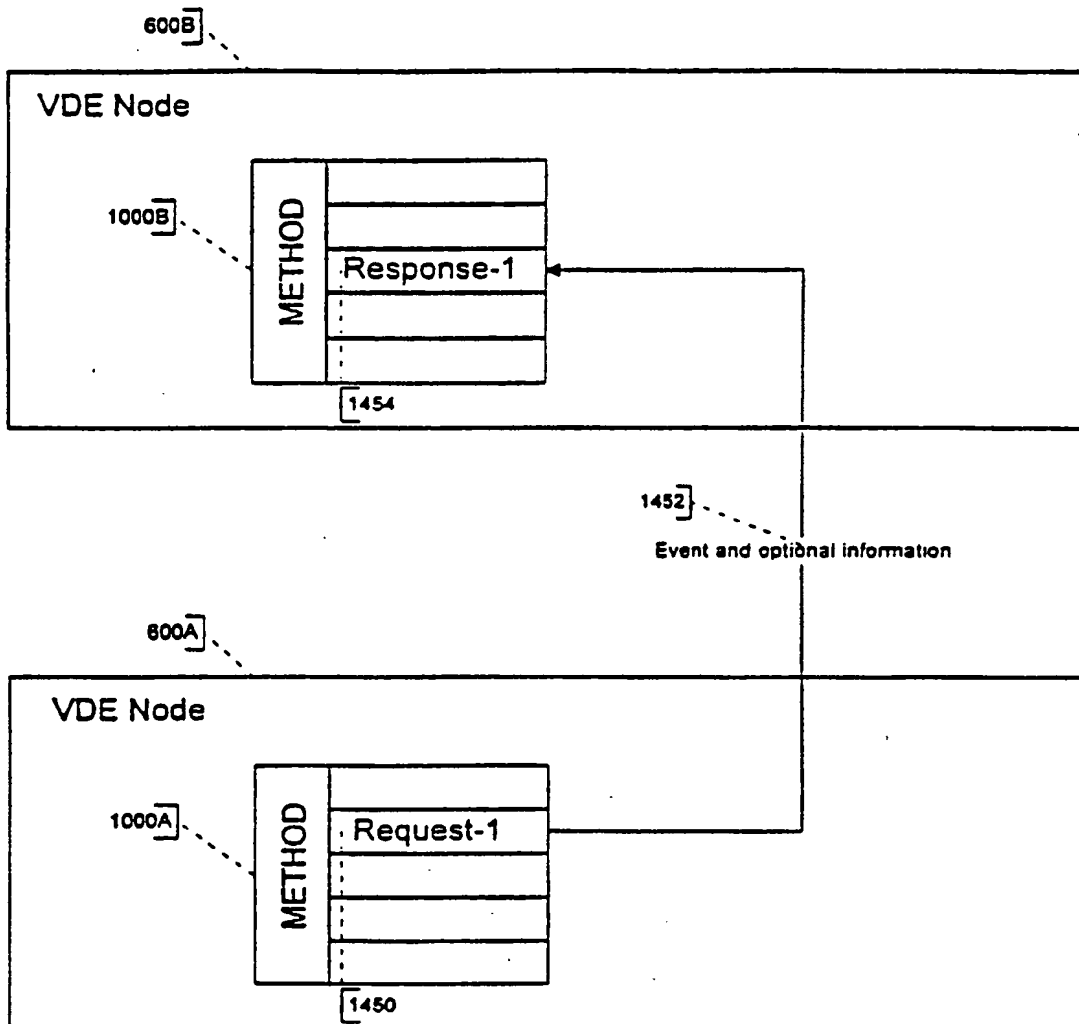 600B
VDE Node
METHOD
1000B
Response-1
1454
1452
Event and optional information
600A
VDE Node
METHOD
1000A
Request-1
1450